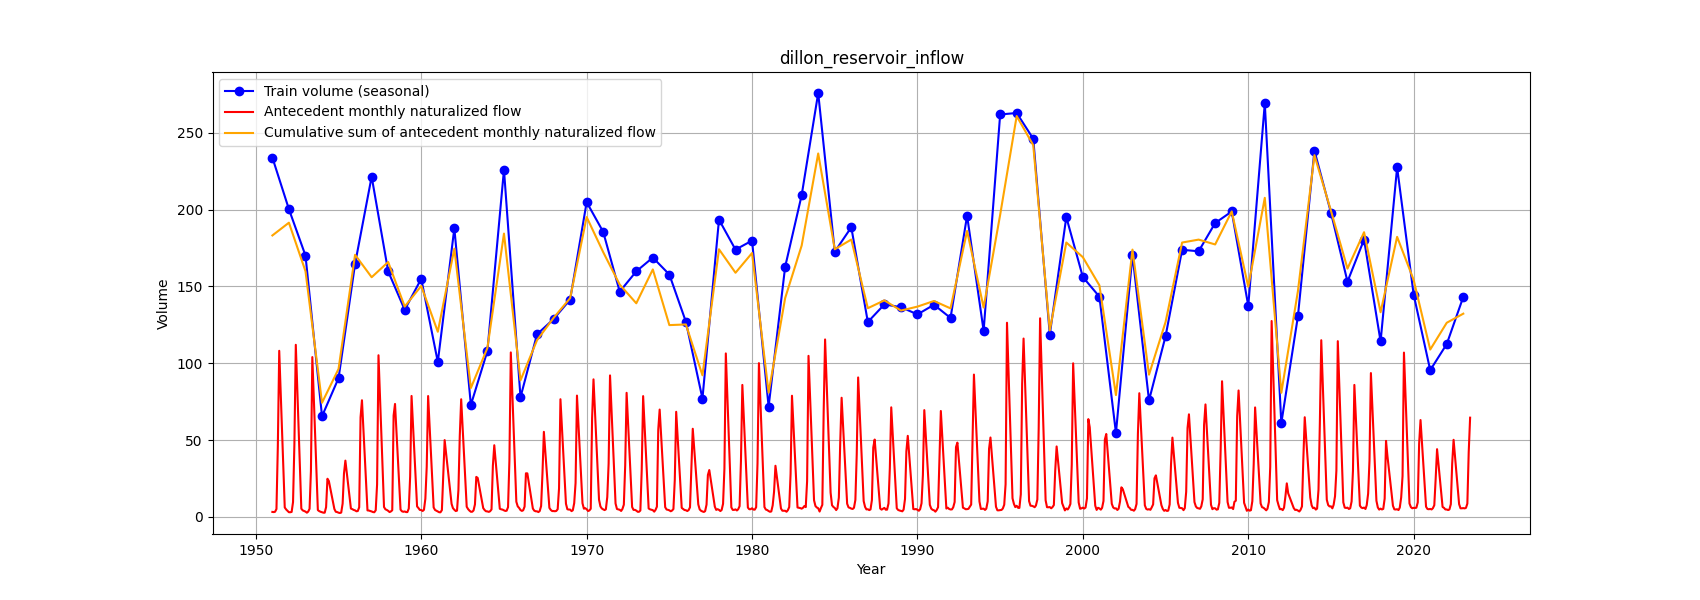 dillon_reservoir_inflow
Train volume (seasonal)
Antecedent monthly naturalized flow
Cumulative sum of antecedent monthly naturalized flow
Volume
250
200
150
100
50
0
1950 1960 1970 1980 1990 2000 2010 2020
Year